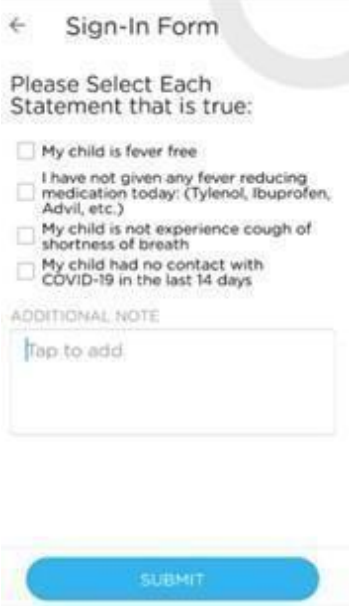 Sign-In Form
Please Select Each
Statement that is true:
My child is fever free
I have not given any fever reducing
medication today: (Tylenol, Ibuprofen,
Advil, etc.)
My child is not experience cough of
shortness of breath
My child had no contact with
COVID-19 in the last 14 days
ADDITIONAL NOTE
Tap to add
SUBMIT